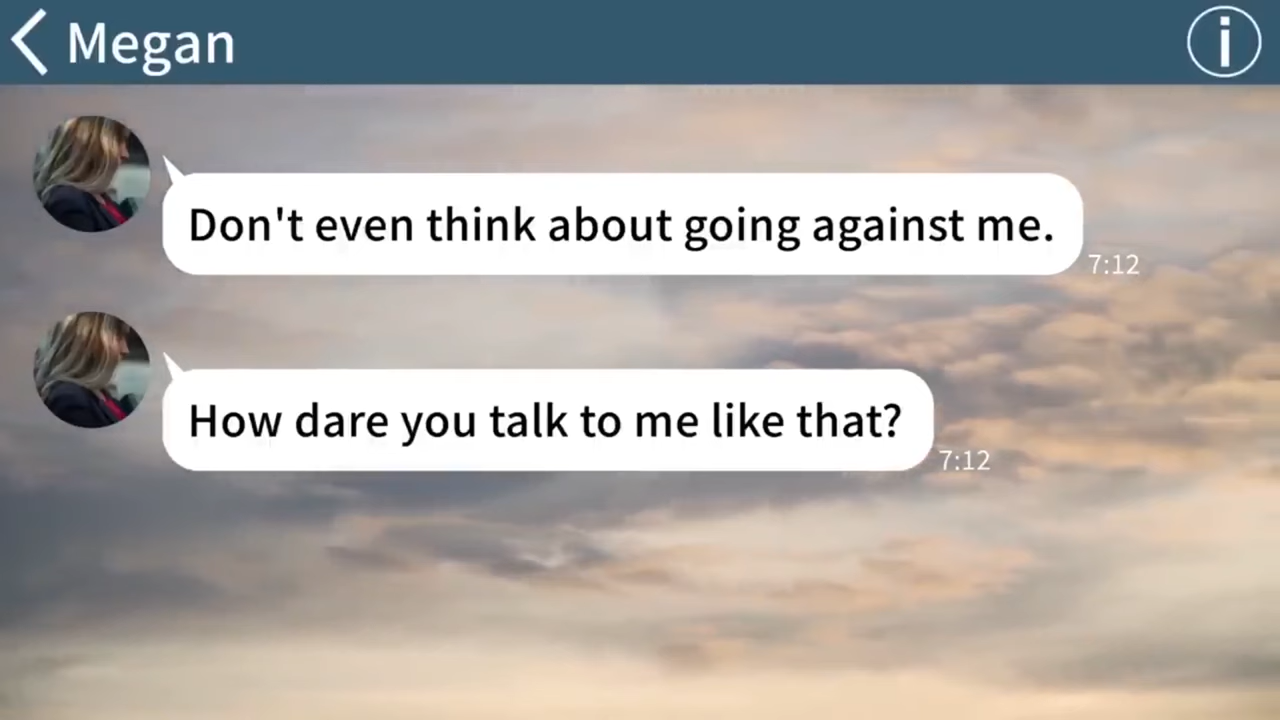 Megan
Don't even think about going against me.
7:12
How dare you talk to me like that?
7:12